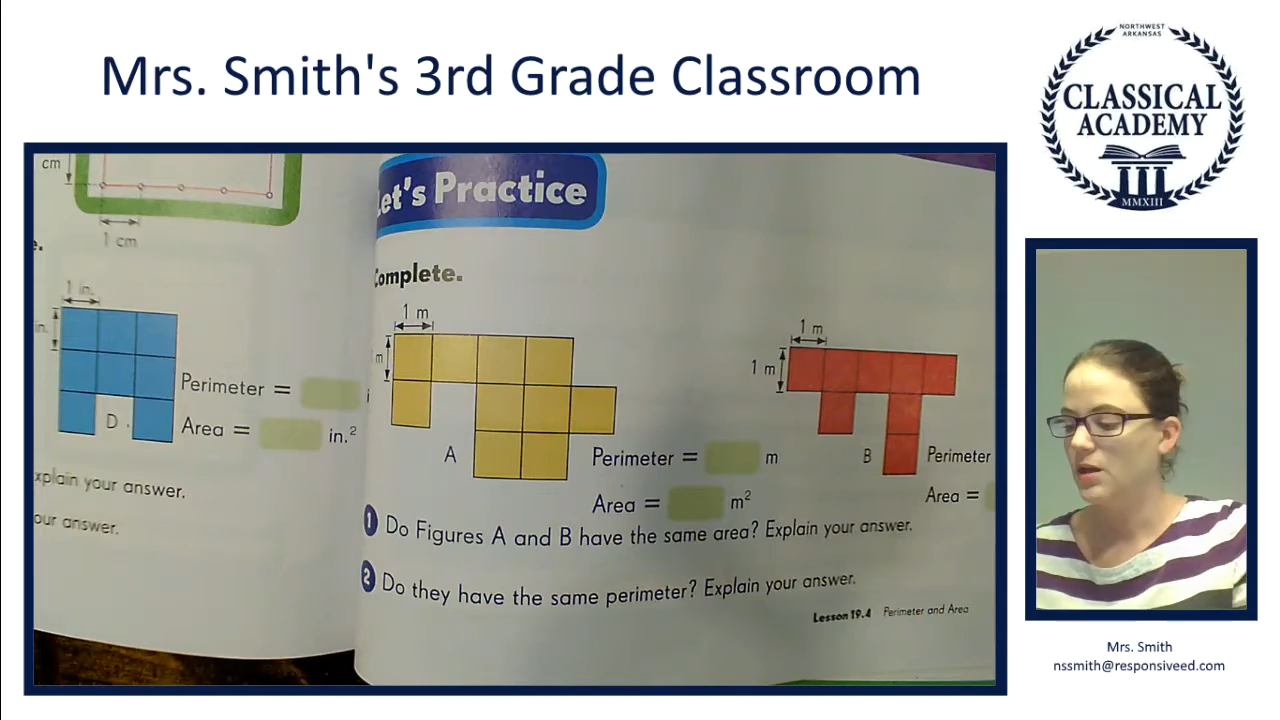 Mrs. Smith's 3rd Grade Classroom
NORTHWEST
ARKANSAS
CLASSICAL
ACADEMY
MMXIII
cm
1 cm
e.
1 in.
in.
D
Perimeter =
Area = in.²
xplain your answer.
our answer.
Let's Practice
Complete.
1 m
m
A
Perimeter = m
Area = m²
1 m
1 m
B
Perimeter
Area =
1 Do Figures A and B have the same area? Explain your answer.
2 Do they have the same perimeter? Explain your answer.
Lesson 19.4 Perimeter and Area
Mrs. Smith
nssmith@responsiveed.com